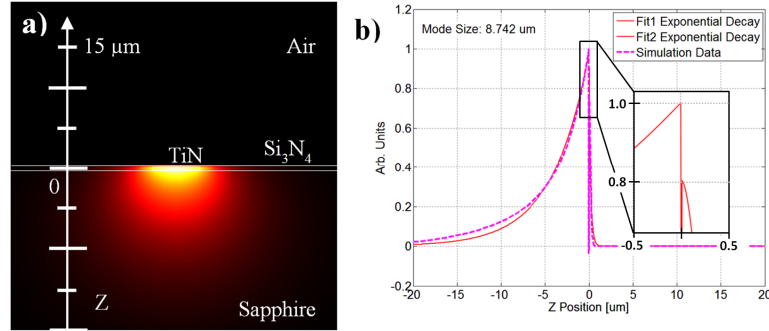 a)
15 µm
Air
TiN
Si₃N₄
0
Z
Sapphire
b)
Mode Size: 8.742 um
Fit1 Exponential Decay
Fit2 Exponential Decay
Simulation Data
Arb. Units
1.2
1
0.8
0.6
0.4
0.2
0
-0.2
1.0
0.8
-0.5
0.5
-20
-15
-10
-5
0
5
10
15
20
Z Position [um]